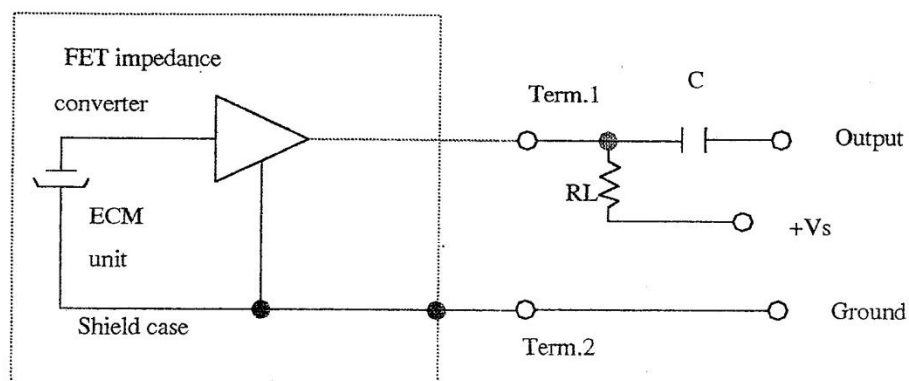 FET impedance
converter
Term.1
C
Output
RL
ECM
+Vs
unit
Shield case
Ground
Term.2